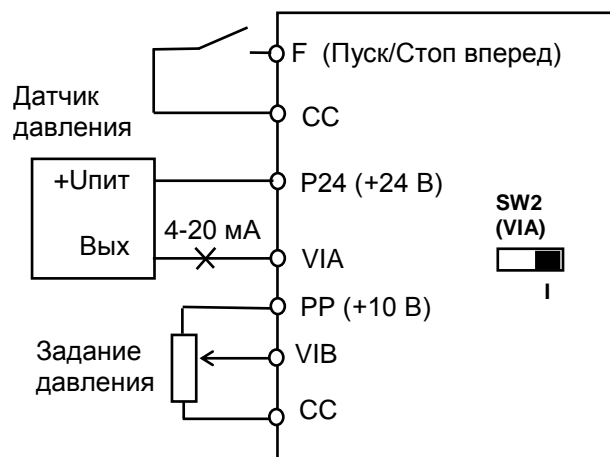 F (Пуск/Стоп вперед)
Датчик
давления
CC
+Uпит
P24 (+24 В)
SW2
(VIA)
4-20 мА
Вых
VIA
I
PP (+10 В)
Задание
давления
VIB
CC